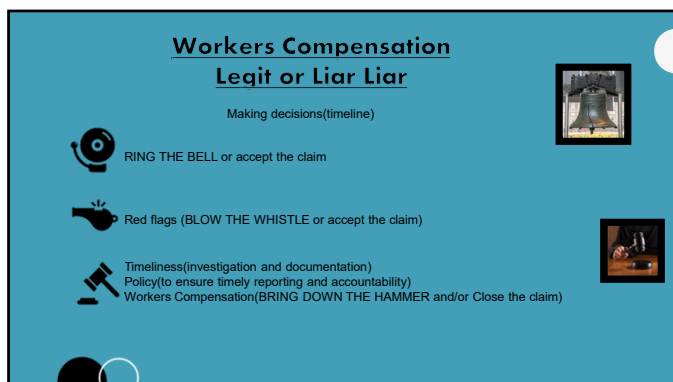 Workers Compensation
Legit or Liar Liar
Making decisions(timeline)
RING THE BELL or accept the claim
Red flags (BLOW THE WHISTLE or accept the claim)
Timeliness(investigation and documentation)
Policy(to ensure timely reporting and accountability)
Workers Compensation(BRING DOWN THE HAMMER and/or Close the claim)